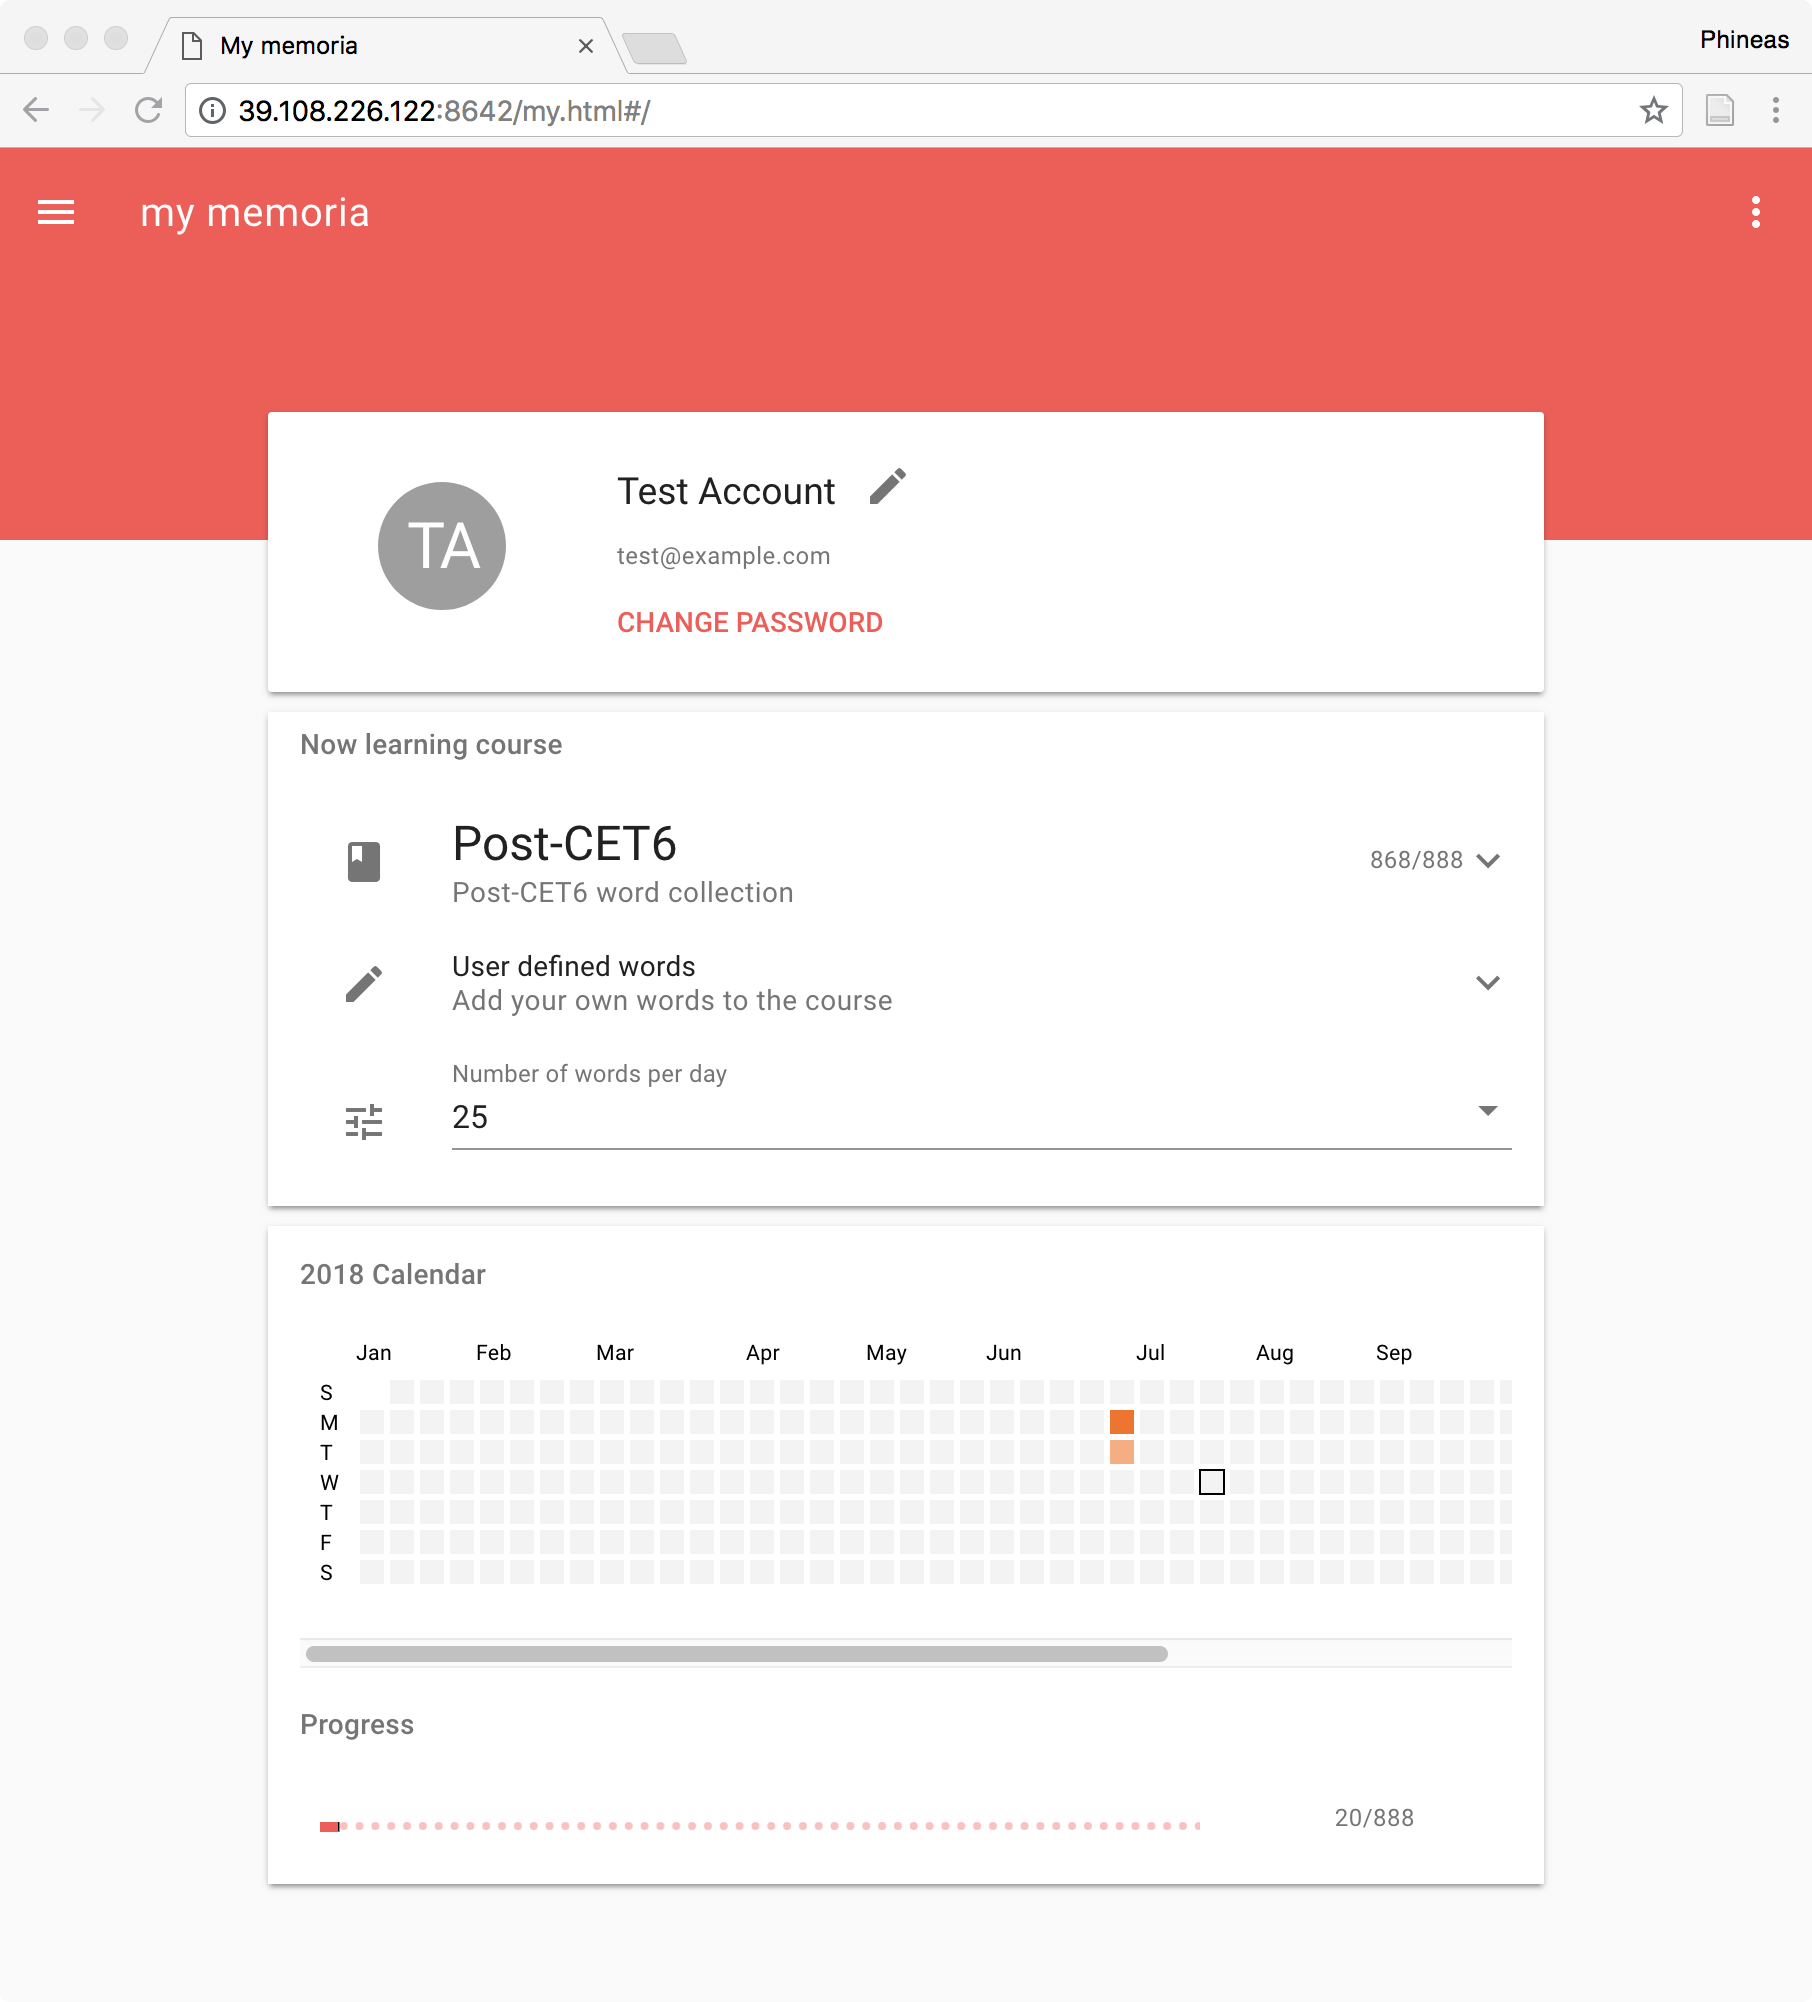 My memoria
Phineas
39.108.226.122:8642/my.html#/
my memoria
TA
Test Account
test@example.com
CHANGE PASSWORD
Now learning course
Post-CET6
868/888
Post-CET6 word collection
User defined words
Add your own words to the course
Number of words per day
25
2018 Calendar
Jan Feb Mar Apr May Jun Jul Aug Sep
S
M
T
W
T
F
S
Progress
20/888